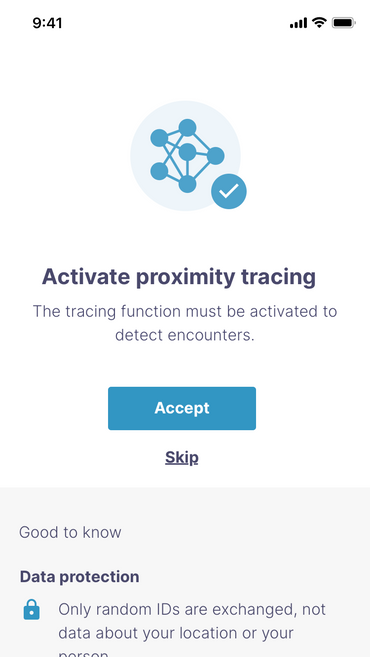 9:41
Activate proximity tracing
The tracing function must be activated to
detect encounters.
Accept
Skip
Good to know
Data protection
Only random IDs are exchanged, not
data about your location or your
person